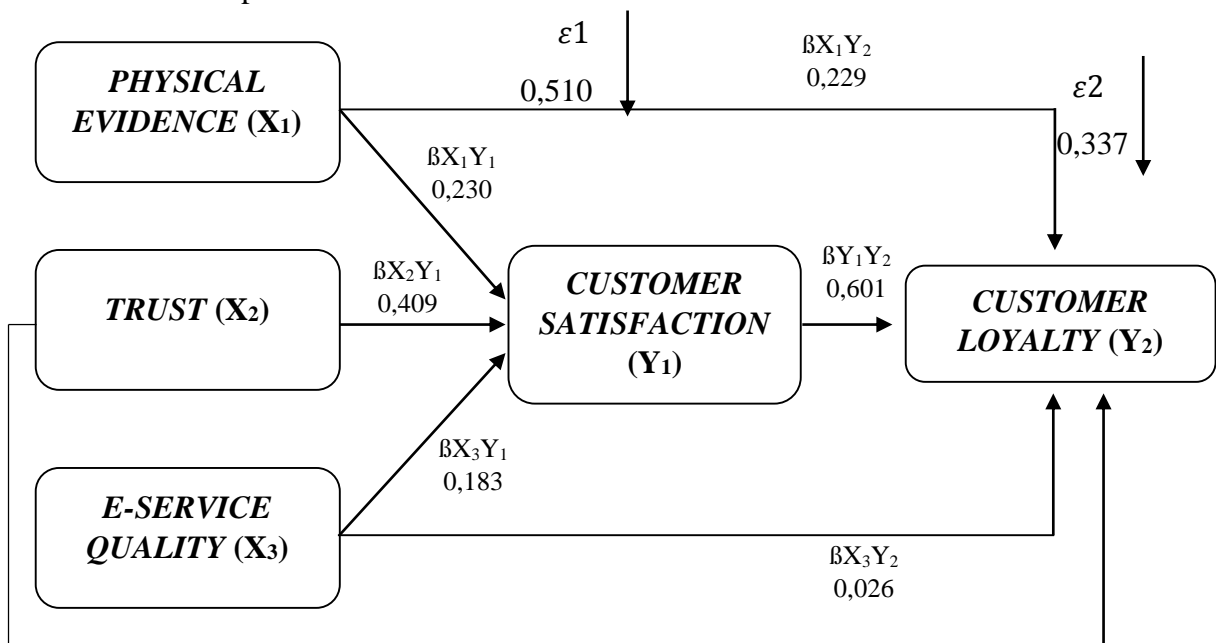 ε1
ßX₁Y₂
0,229
PHYSICAL
EVIDENCE (X₁)
0,510
ε2
0,337
ßX₁Y₁
0,230
TRUST (X₂)
ßX₂Y₁
0,409
CUSTOMER
SATISFACTION
(Y₁)
ßY₁Y₂
0,601
CUSTOMER
LOYALTY (Y₂)
ßX₃Y₁
0,183
E-SERVICE
QUALITY (X₃)
ßX₃Y₂
0,026